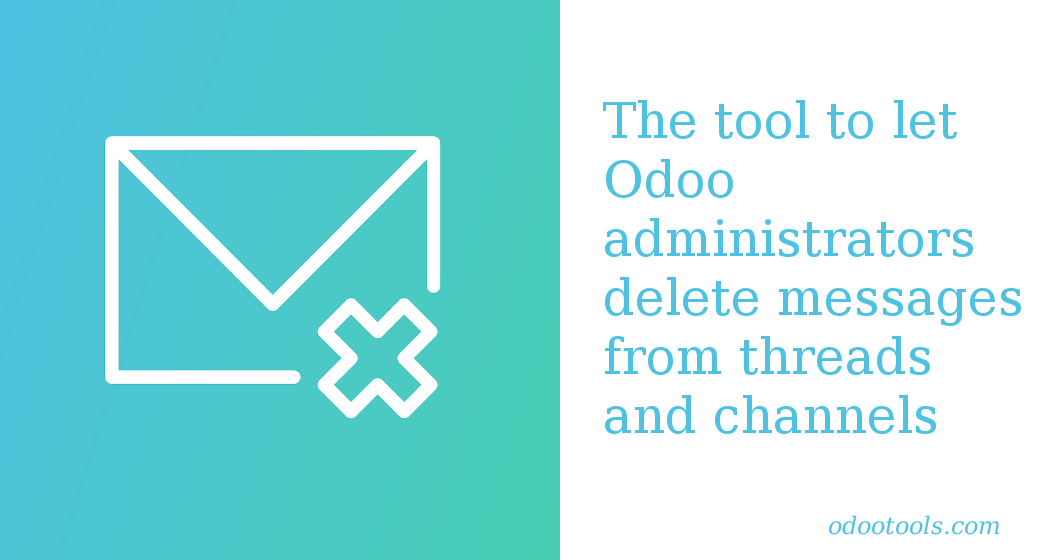 The tool to let
Odoo
administrators
delete messages
from threads
and channels
odootools.com